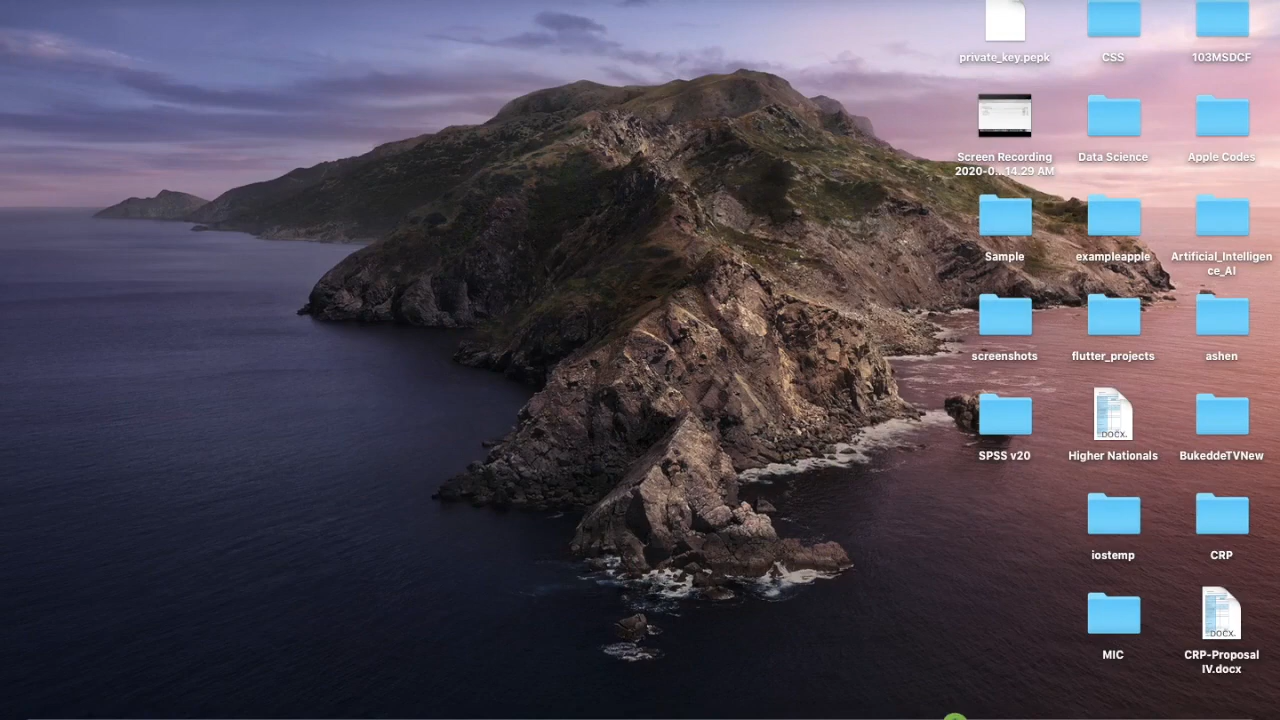 private_key.pepk
CSS
103MSDCF
Screen Recording
2020-0...14.29 AM
Data Science
Apple Codes
Sample
exampleapple
Artificial_Intelligen
ce_AI
screenshots
flutter_projects
ashen
SPSS v20
DOCX
Higher Nationals
BukeddeTVNew
iostemp
CRP
MIC
DOCX
CRP-Proposal
IV.docx